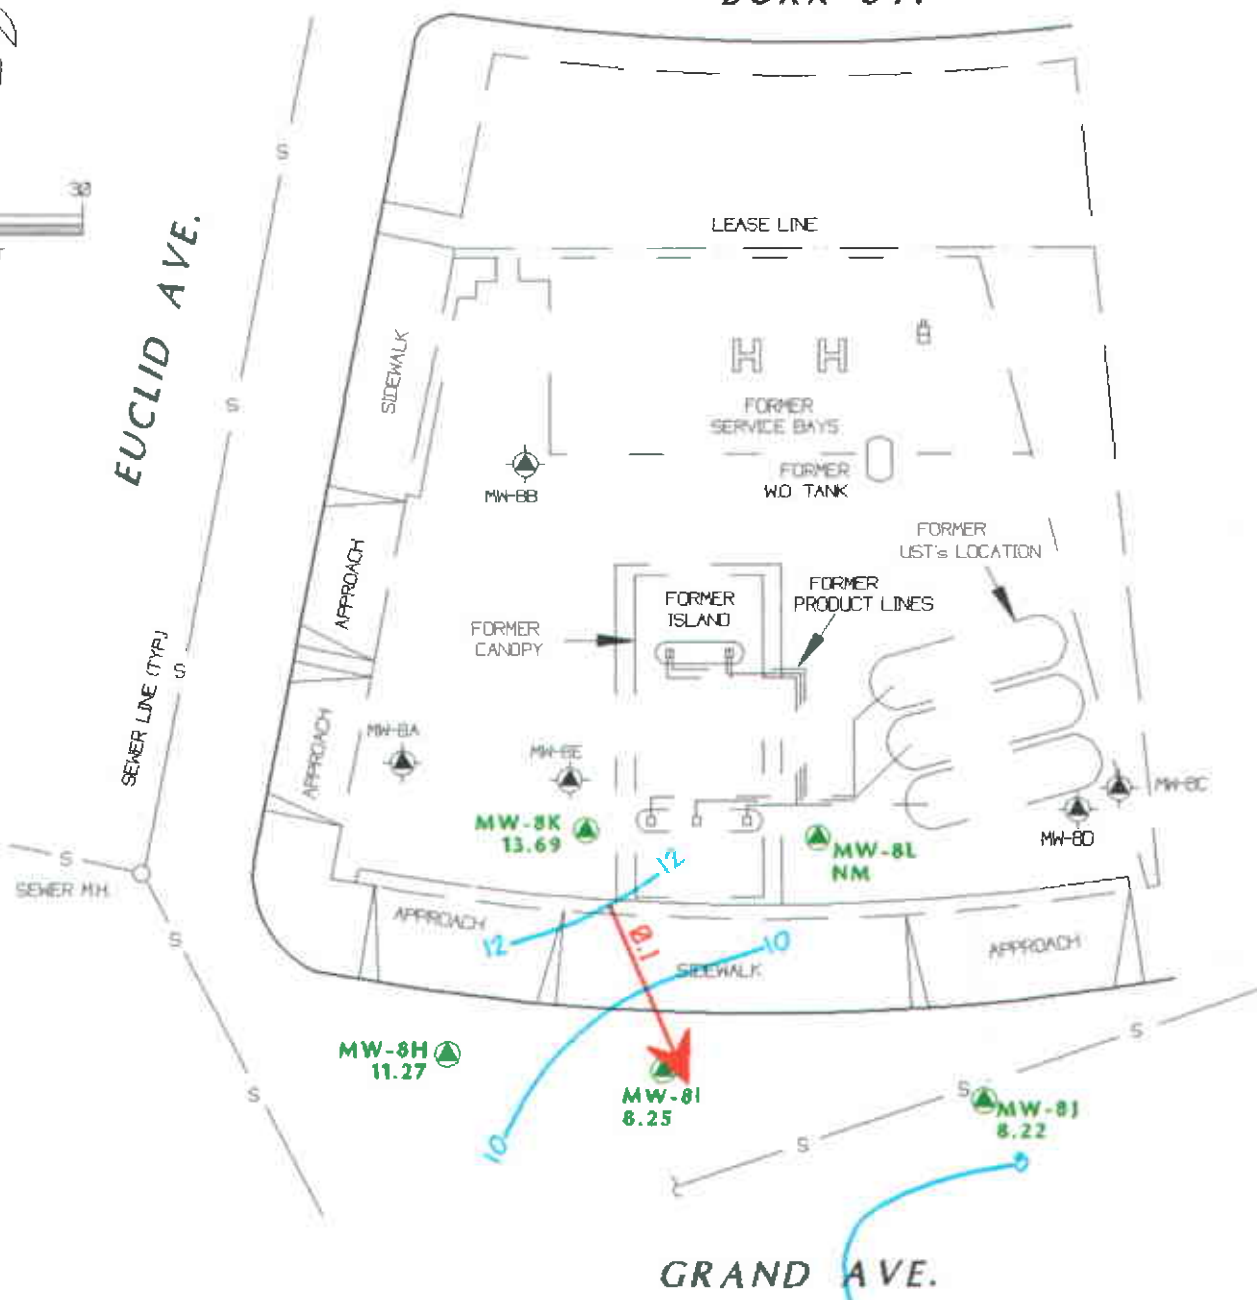 30
EUCLID AVE.
LEASE LINE
SIDEWALK
FORMER
SERVICE BAYS
FORMER
W.O TANK
MW-8B
FORMER
UST's LOCATION
APPROACH
FORMER
ISLAND
FORMER
PRODUCT LINES
FORMER
CANOPY
SEWER LINE (TYP.)
S
S
S
APPROACH
MW-8A
MW-8E
MW-8C
MW-8D
MW-8K
13.69
MW-8L
NM
12
S
SEWER M.H.
APPROACH
12
0.1
10
SIDEWALK
APPROACH
S
MW-8H
11.27
MW-8I
8.25
S
S
MW-8J
8.22
S
10
S
8
GRAND AVE.